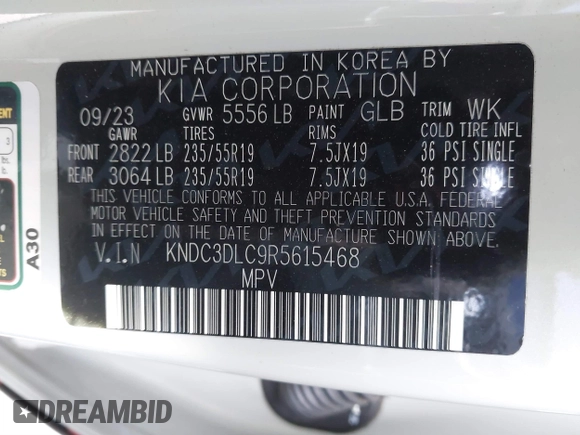 MANUFACTURED IN KOREA BY
KIA CORPORATION
09/23 GVWR 5556 LB PAINT GLB TRIM WK
GAWR TIRES RIMS COLD TIRE INFL
FRONT 2822 LB 235/55R19 7.5JX19 36 PSI SINGLE
REAR 3064 LB 235/55R19 7.5JX19 36 PSI SINGLE
THIS VEHICLE CONFORMS TO ALL APPLICABLE U.S.A. FEDERAL
MOTOR VEHICLE SAFETY AND THEFT PREVENTION STANDARDS
IN EFFECT ON THE DATE OF MANUFACTURE SHOWN ABOVE.
V.I.N KNDC3DLC9R5615468
MPV
A30
DREAMBID